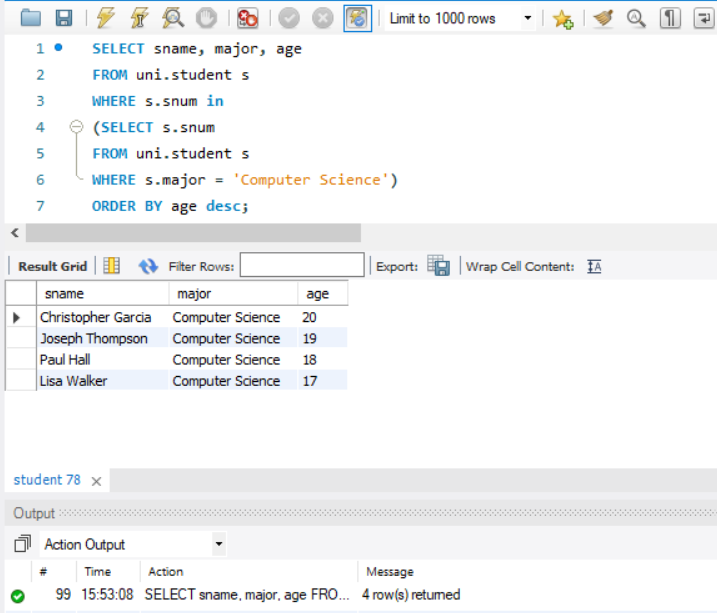 Limit to 1000 rows
1 SELECT sname, major, age
2 FROM uni.student s
3 WHERE s.snum in
4 (SELECT s.snum
5 FROM uni.student s
6 WHERE s.major = 'Computer Science')
7 ORDER BY age desc;
Result Grid Filter Rows: Export: Wrap Cell Content:
sname major age
Christopher Garcia Computer Science 20
Joseph Thompson Computer Science 19
Paul Hall Computer Science 18
Lisa Walker Computer Science 17
student 78
Output
Action Output
# Time Action Message
99 15:53:08 SELECT sname, major, age FRO... 4 row(s) returned